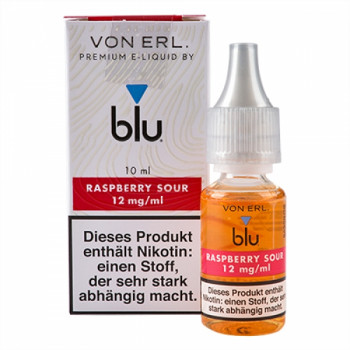 VON ERL.
PREMIUM E-LIQUID BY
blu
10 ml
RASPBERRY SOUR
12 mg/ml
Dieses Produkt
enthält Nikotin:
einen Stoff,
der sehr stark
abhängig macht.
VON ERL.
blu
RASPBERRY SOUR
12 mg/ml
Dieses Produkt enthält
Nikotin: einen Stoff,
der sehr stark
abhängig macht.